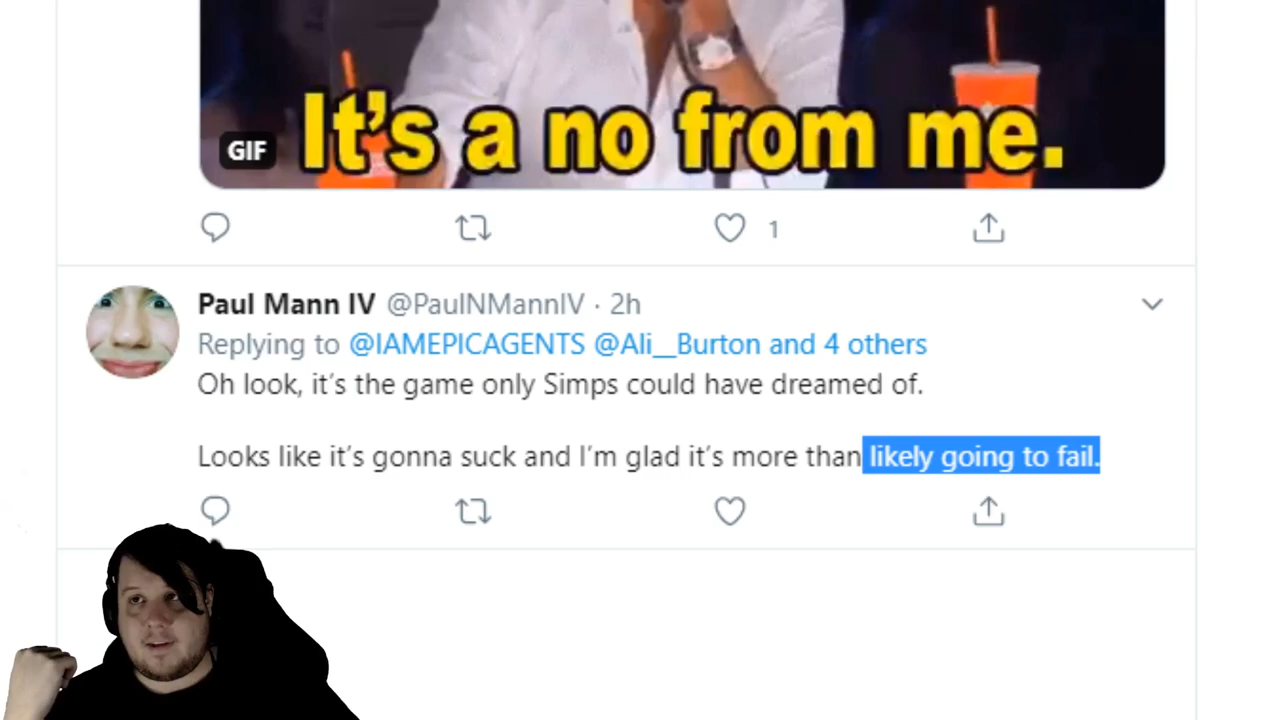 It's a no from me.
GIF
1
Paul Mann IV @PaulNMannIV · 2h
Replying to @IAMEPICAGENTS @Ali__Burton and 4 others
Oh look, it's the game only Simps could have dreamed of.
Looks like it's gonna suck and I'm glad it's more than likely going to fail.